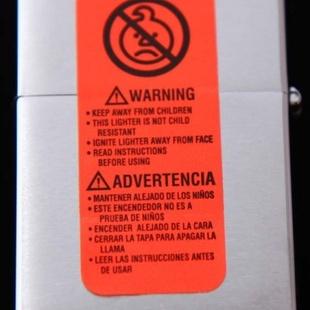 WARNING
• KEEP AWAY FROM CHILDREN
• THIS LIGHTER IS NOT CHILD
RESISTANT
• IGNITE LIGHTER AWAY FROM FACE
• READ INSTRUCTIONS
BEFORE USING
ADVERTENCIA
• MANTENER ALEJADO DE LOS NIÑOS
• ESTE ENCENDEDOR NO ES A
PRUEBA DE NIÑOS
• ENCENDER ALEJADO DE LA CARA
• CERRAR LA TAPA PARA APAGAR LA
LLAMA
• LEER LAS INSTRUCCIONES ANTES
DE USAR